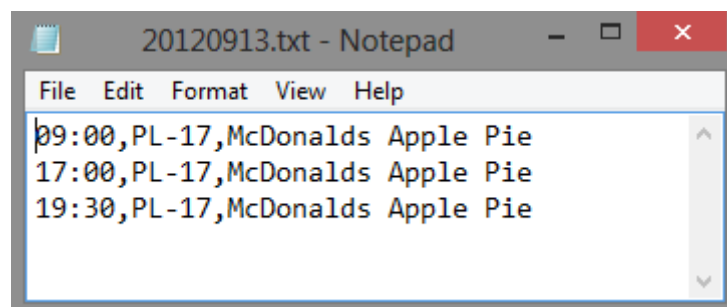 20120913.txt - Notepad
File Edit Format View Help
09:00,PL-17,McDonalds Apple Pie
17:00,PL-17,McDonalds Apple Pie
19:30,PL-17,McDonalds Apple Pie